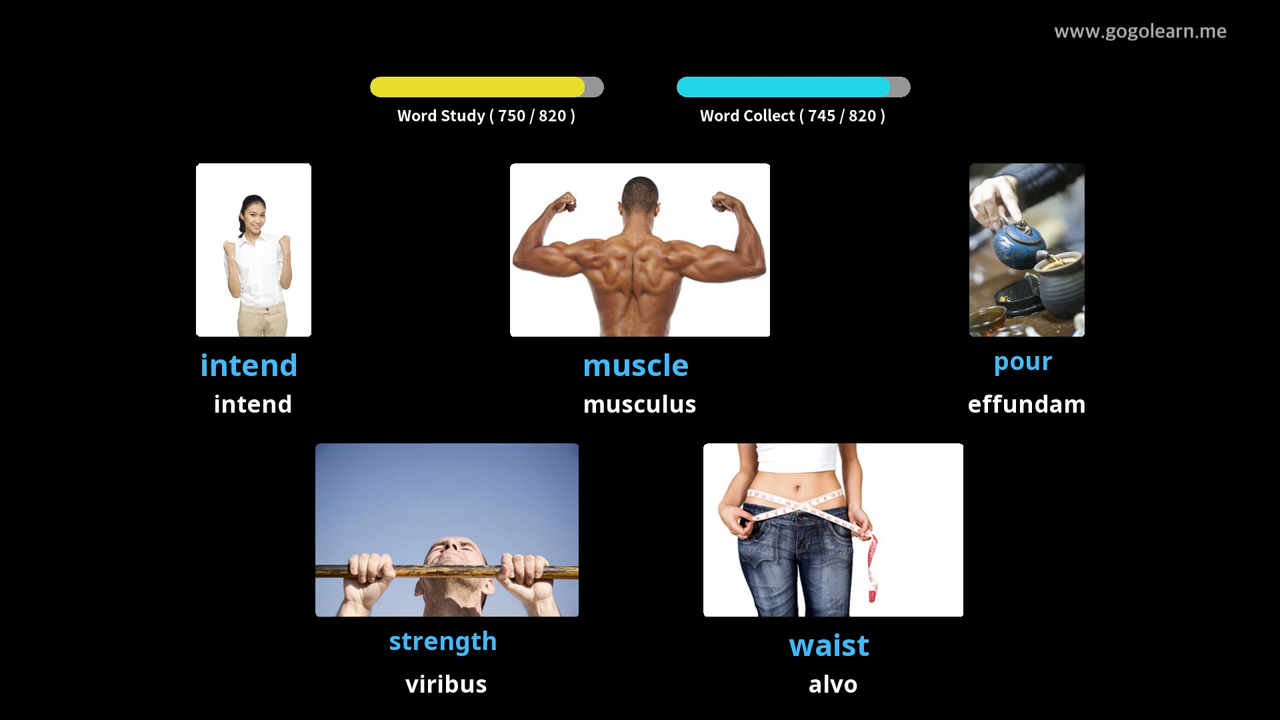 www.gogolearn.me
Word Study ( 750 / 820 )
Word Collect ( 745 / 820 )
intend
intend
muscle
musculus
pour
effundam
strength
viribus
waist
alvo